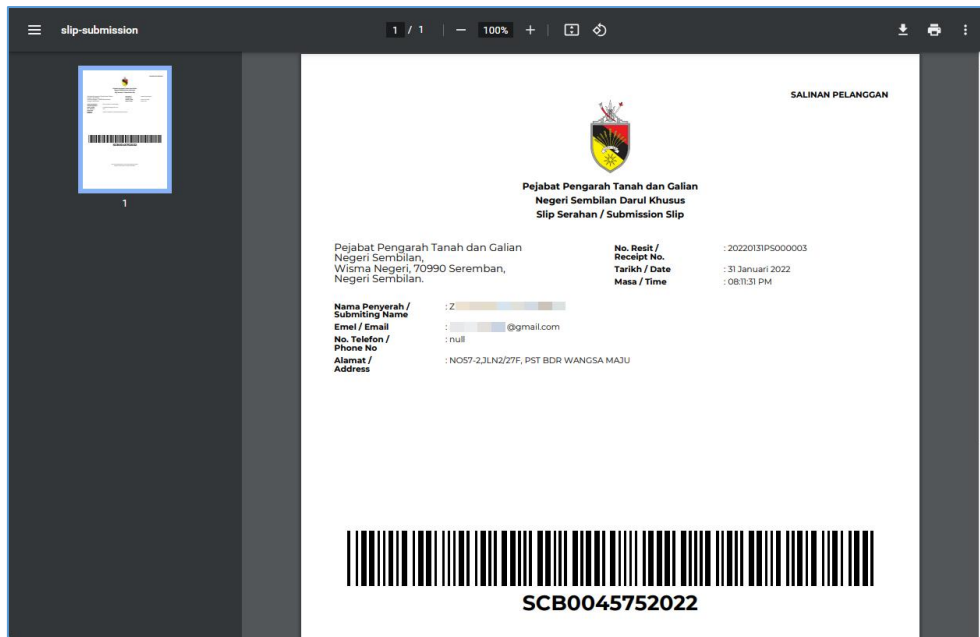 slip-submission
1 / 1
100%
1
SALINAN PELANGGAN
Pejabat Pengarah Tanah dan Galian
Negeri Sembilan Darul Khusus
Slip Serahan / Submission Slip
Pejabat Pengarah Tanah dan Galian
Negeri Sembilan,
Wisma Negeri, 70990 Seremban,
Negeri Sembilan.
No. Resit /
Receipt No. : 20220131PS000003
Tarikh / Date : 31 Januari 2022
Masa / Time : 08:11:31 PM
Nama Penyerah /
Submiting Name : Z
Emel / Email : @gmail.com
No. Telefon /
Phone No : null
Alamat /
Address : NO57-2,JLN2/27F, PST BDR WANGSA MAJU
SCB0045752022